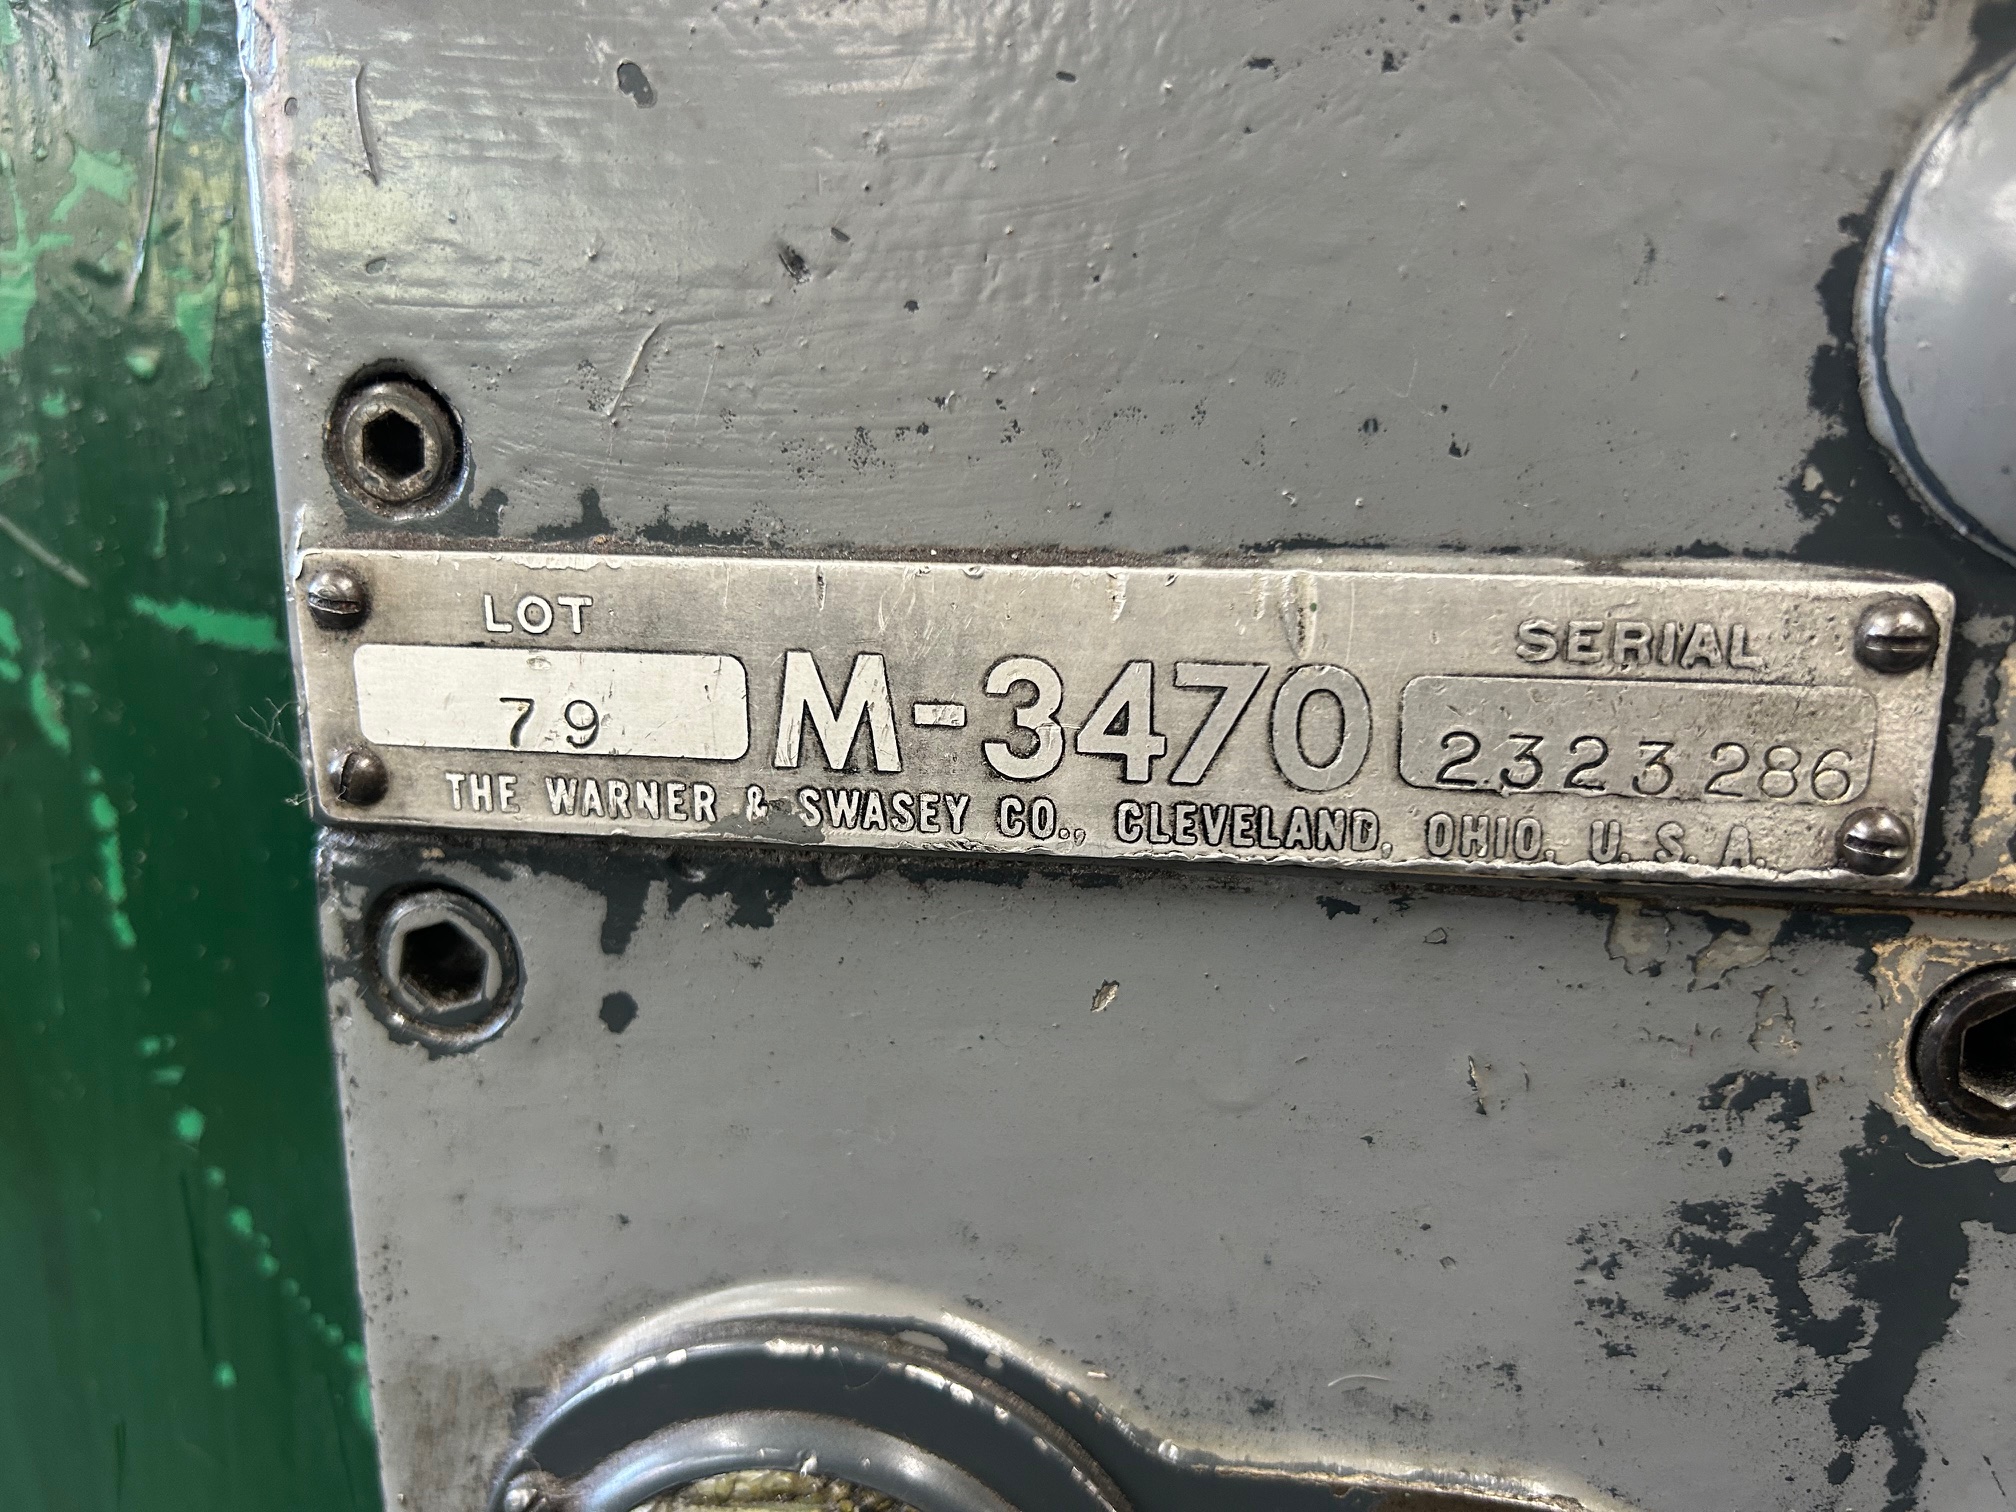 LOT
SERIAL
79 M-3470 2323286
THE WARNER & SWASEY CO., CLEVELAND, OHIO, U. S. A.